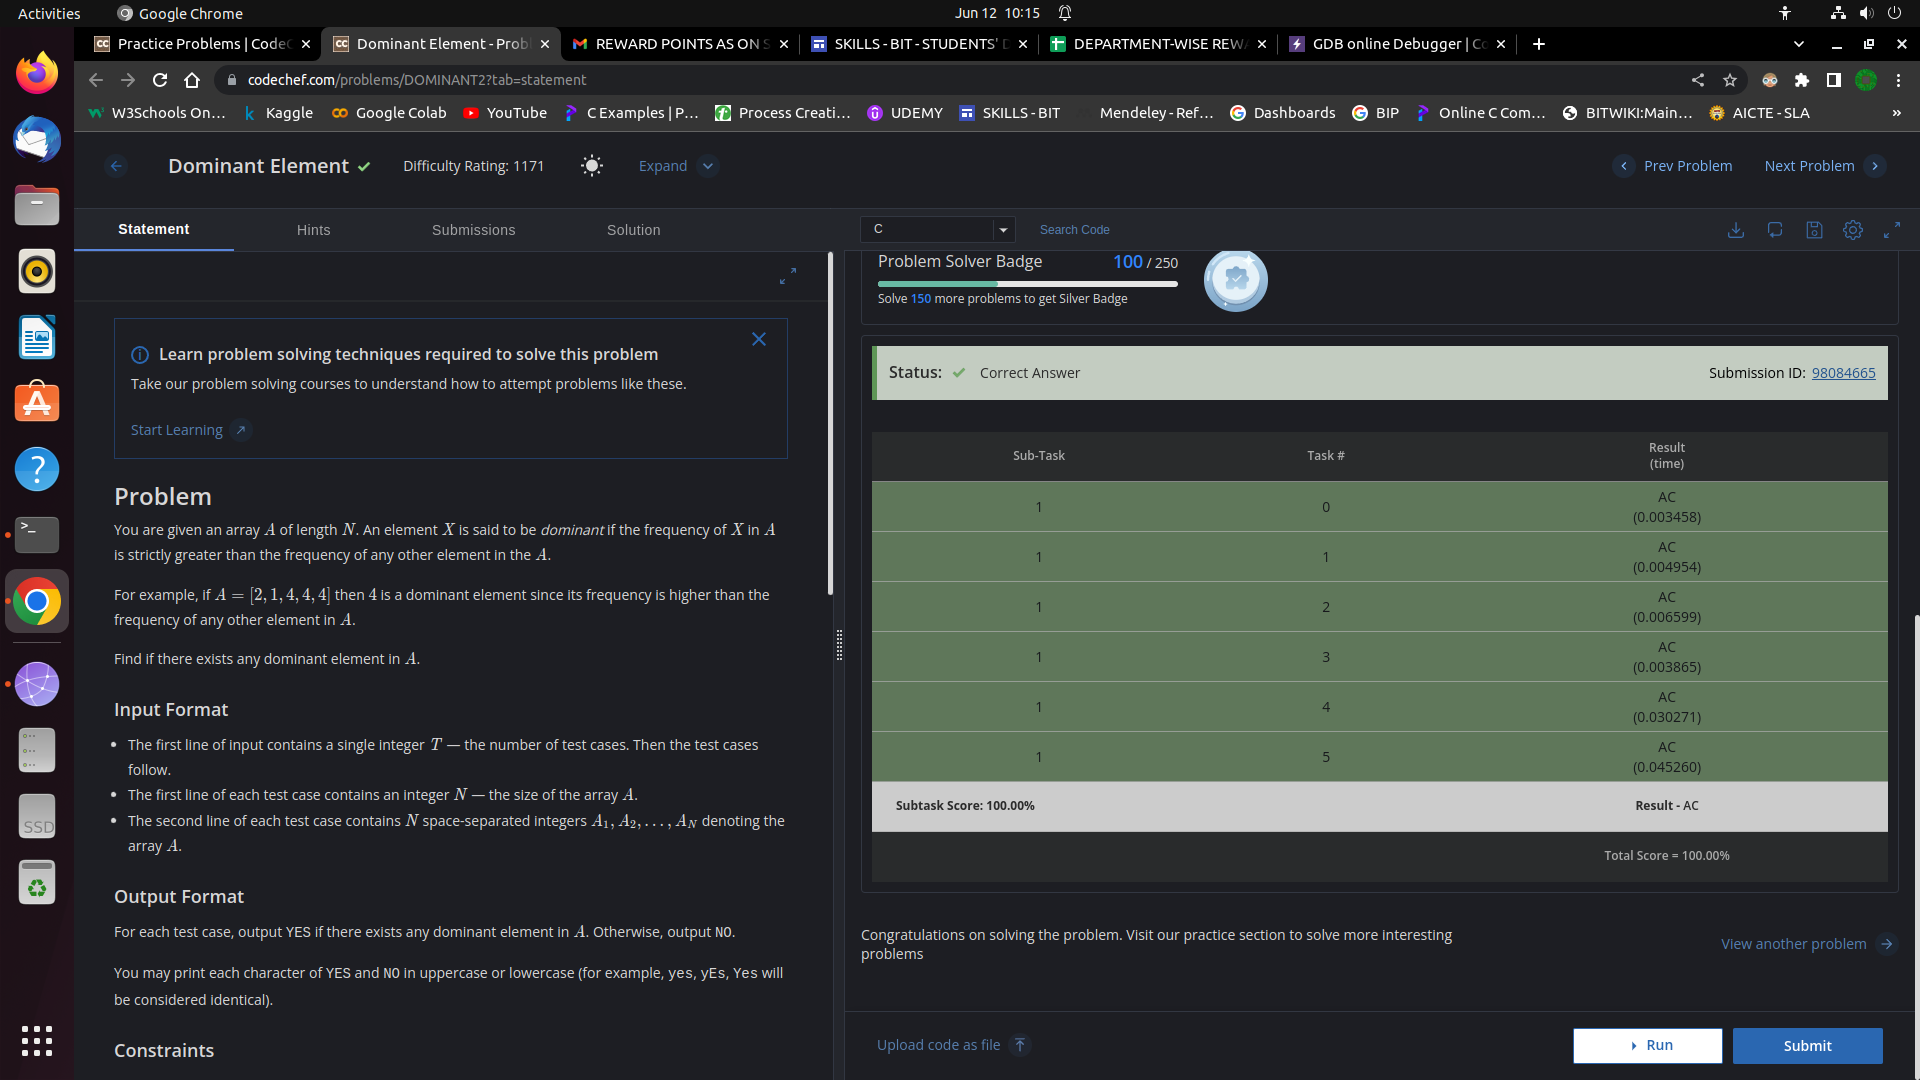 Activities
Google Chrome
Jun 12 10:15
Practice Problems | CodeC
Dominant Element - Prob
REWARD POINTS AS ON S
SKILLS - BIT - STUDENTS' D
DEPARTMENT-WISE REW
GDB online Debugger | Co
codechef.com/problems/DOMINANT2?tab=statement
W3Schools On...
Kaggle
Google Colab
YouTube
C Examples | P...
Process Creati...
UDEMY
SKILLS - BIT
Mendeley - Ref...
Dashboards
BIP
Online C Com...
BITWIKI:Main...
AICTE - SLA
»
Dominant Element
Difficulty Rating: 1171
Expand
Prev Problem
Next Problem
Statement
Hints
Submissions
Solution
C
Search Code
Learn problem solving techniques required to solve this problem
Take our problem solving courses to understand how to attempt problems like these.
Start Learning
Problem
You are given an array A of length N. An element X is said to be dominant if the frequency of X in A
is strictly greater than the frequency of any other element in the A.
For example, if A = [2, 1, 4, 4, 4] then 4 is a dominant element since its frequency is higher than the
frequency of any other element in A.
Find if there exists any dominant element in A.
Input Format
• The first line of input contains a single integer T — the number of test cases. Then the test cases
follow.
• The first line of each test case contains an integer N — the size of the array A.
• The second line of each test case contains N space-separated integers A₁, A₂, . . . , A_N denoting the
array A.
Output Format
For each test case, output YES if there exists any dominant element in A. Otherwise, output NO.
You may print each character of YES and NO in uppercase or lowercase (for example, yes, yEs, Yes will
be considered identical).
Constraints
Problem Solver Badge
100 / 250
Solve 150 more problems to get Silver Badge
Status: Correct Answer
Submission ID: 98084665
Sub-Task
Task #
Result
(time)
1
0
AC
(0.003458)
1
1
AC
(0.004954)
1
2
AC
(0.006599)
1
3
AC
(0.003865)
1
4
AC
(0.030271)
1
5
AC
(0.045260)
Subtask Score: 100.00%
Result - AC
Total Score = 100.00%
Congratulations on solving the problem. Visit our practice section to solve more interesting
problems
View another problem
Upload code as file
Run
Submit
SSD